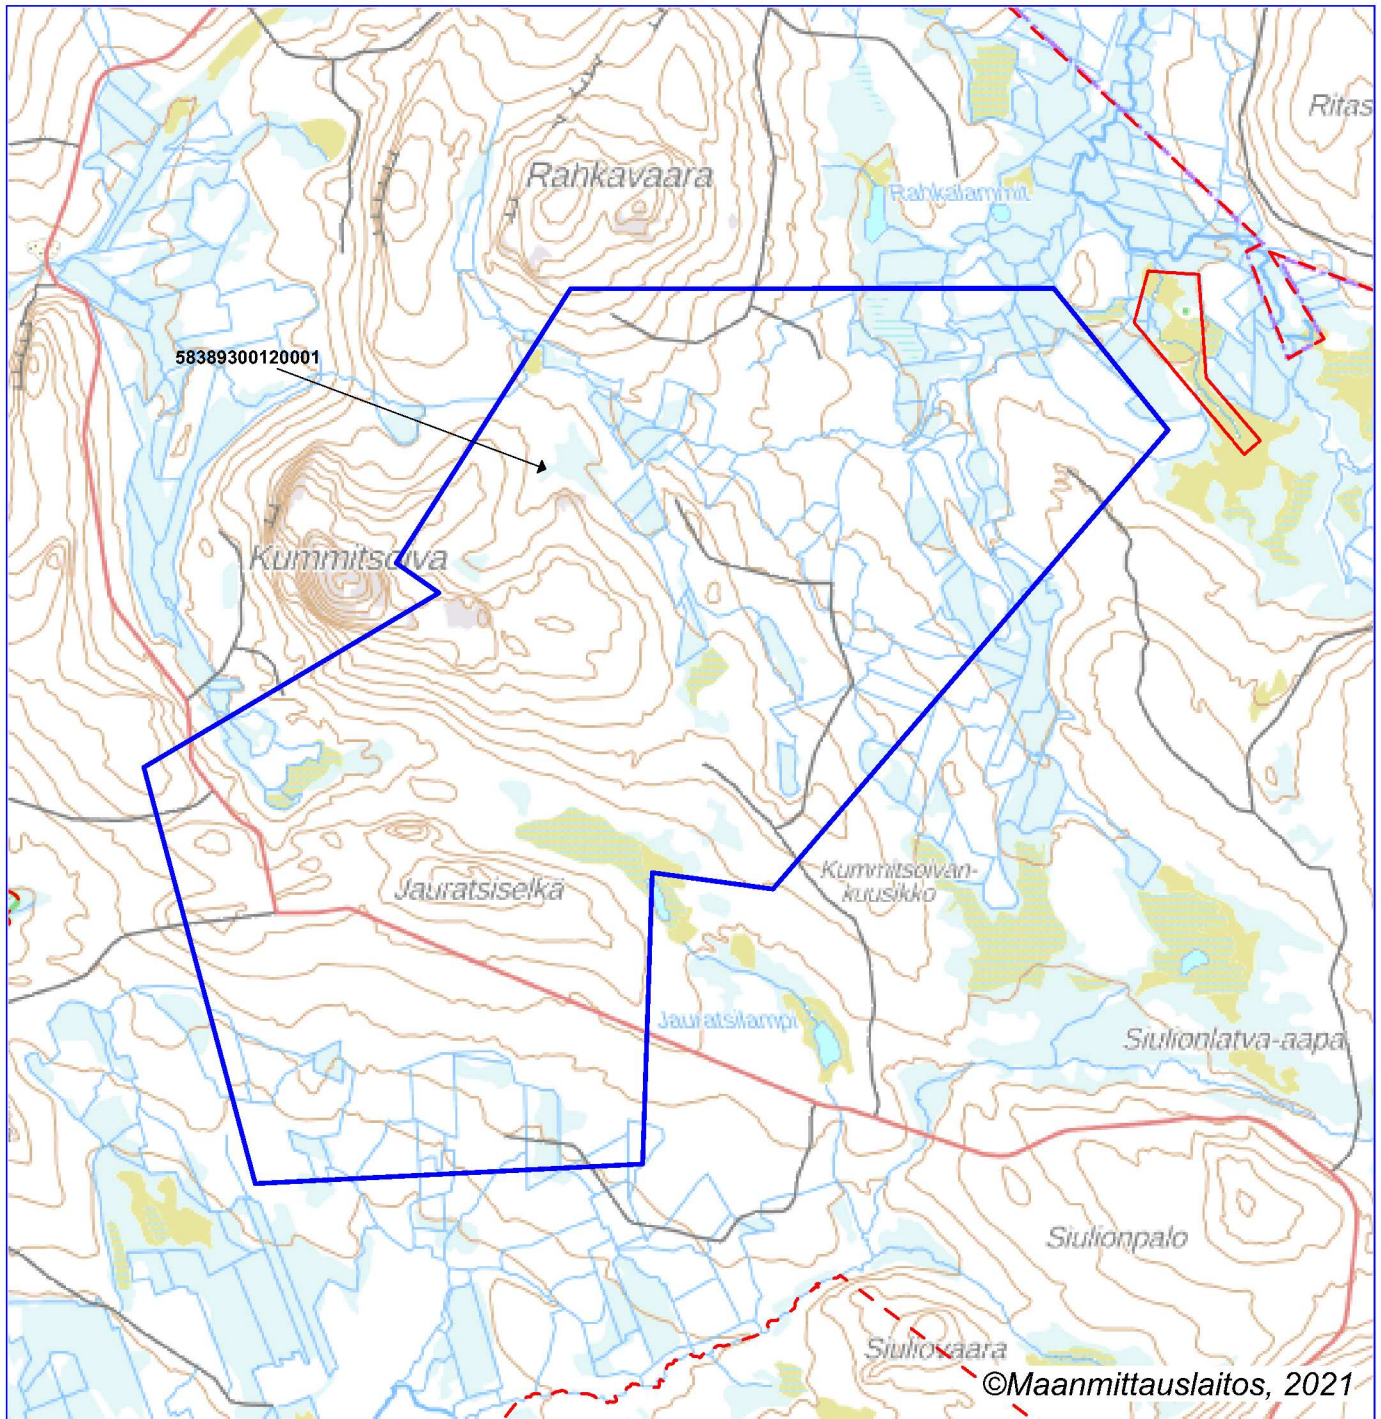 Ritas
Rahkavaara
Rahkalammit
58389300120001
Kummitsoiva
Kummitsoivan-
kuusikko
Jauratsiselkä
Jauratsilampi
Siulionlatva-aapa
Siulionpalo
Siuliovaara
©Maanmittauslaitos, 2021